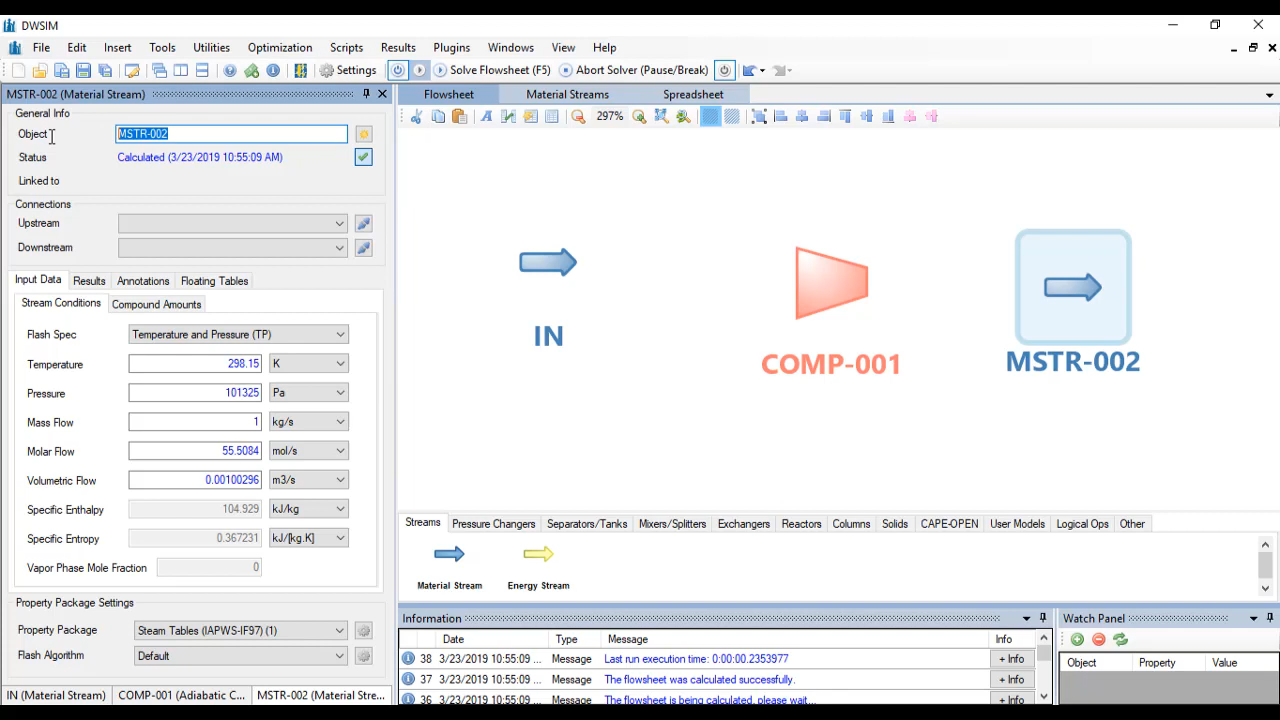 DWSIM
File Edit Insert Tools Utilities Optimization Scripts Results Plugins Windows View Help
Settings Solve Flowsheet (F5) Abort Solver (Pause/Break)
MSTR-002 (Material Stream)
General Info
Object MSTR-002
Status Calculated (3/23/2019 10:55:09 AM)
Linked to
Connections
Upstream
Downstream
Input Data Results Annotations Floating Tables
Stream Conditions Compound Amounts
Flash Spec Temperature and Pressure (TP)
Temperature 298.15 K
Pressure 101325 Pa
Mass Flow 1 kg/s
Molar Flow 55.5084 mol/s
Volumetric Flow 0.00100296 m3/s
Specific Enthalpy 104.929 kJ/kg
Specific Entropy 0.367231 kJ/[kg.K]
Vapor Phase Mole Fraction 0
Property Package Settings
Property Package Steam Tables (IAPWS-IF97) (1)
Flash Algorithm Default
IN (Material Stream) COMP-001 (Adiabatic C... MSTR-002 (Material Stre...
Flowsheet Material Streams Spreadsheet
297%
IN
COMP-001
MSTR-002
Streams Pressure Changers Separators/Tanks Mixers/Splitters Exchangers Reactors Columns Solids CAPE-OPEN User Models Logical Ops Other
Material Stream Energy Stream
Information
Date Type Message Info
38 3/23/2019 10:55:09 ... Message Last run execution time: 0:00:00.2353977 + Info
37 3/23/2019 10:55:09 ... Message The flowsheet was calculated successfully. + Info
36 3/23/2019 10:55:09 ... Message The flowsheet is being calculated, please wait... + Info
Watch Panel
Object Property Value